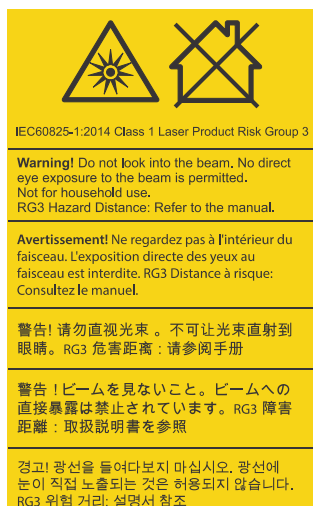 IEC60825-1:2014 Class 1 Laser Product Risk Group 3
Warning! Do not look into the beam. No direct
eye exposure to the beam is permitted.
Not for household use.
RG3 Hazard Distance: Refer to the manual.
Avertissement! Ne regardez pas à l'intérieur du
faisceau. L'exposition directe des yeux au
faisceau est interdite. RG3 Distance à risque:
Consultez le manuel.
警告! 请勿直视光束 。不可让光束直射到
眼睛。RG3 危害距离 : 请参阅手册
警告 ! ビームを見ないこと。ビームへの
直接暴露は禁止されています。RG3 障害
距離 : 取扱説明書を参照
경고! 광선을 들여다보지 마십시오. 광선에
눈이 직접 노출되는 것은 허용되지 않습니다.
RG3 위험 거리: 설명서 참조